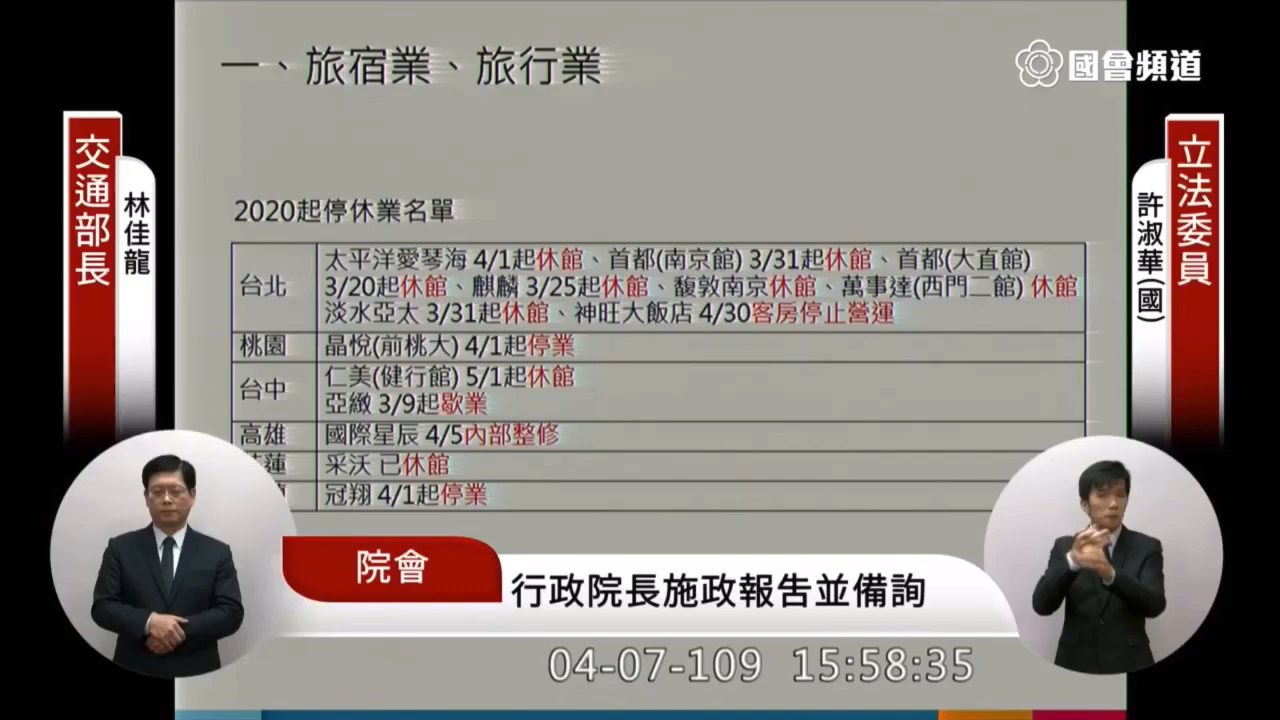 一、旅宿業、旅行業
國會頻道
交通部長
林佳龍
立法委員
許淑華(國)
2020起停休業名單
台北
太平洋愛琴海 4/1起休館、首都(南京館) 3/31起休館、首都(大直館)
3/20起休館、麒麟 3/25起休館、馥敦南京休館、萬事達(西門二館) 休館
淡水亞太 3/31起休館、神旺大飯店 4/30客房停止營運
桃園
晶悅(前桃大) 4/1起停業
台中
仁美(健行館) 5/1起休館
亞緻 3/9起歇業
高雄
國際星辰 4/5內部整修
蓮
采沃 已休館
冠翔 4/1起停業
院會
行政院長施政報告並備詢
04-07-109 15:58:35